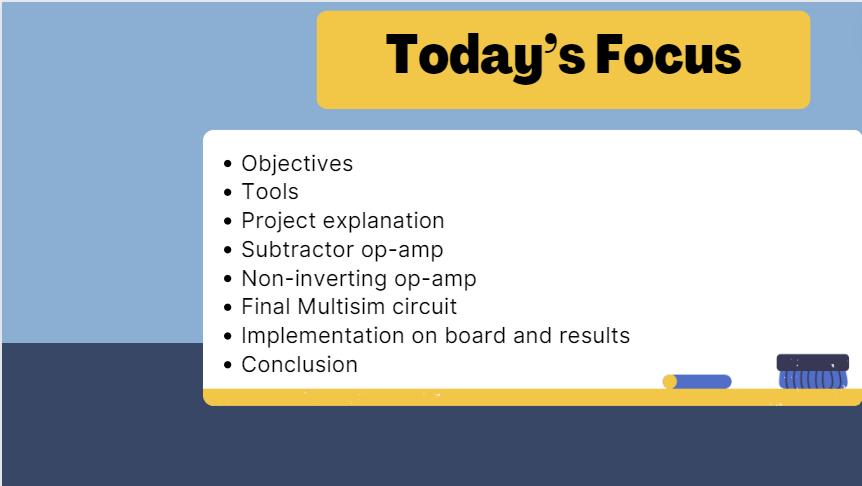 Today’s Focus
• Objectives
• Tools
• Project explanation
• Subtractor op-amp
• Non-inverting op-amp
• Final Multisim circuit
• Implementation on board and results
• Conclusion